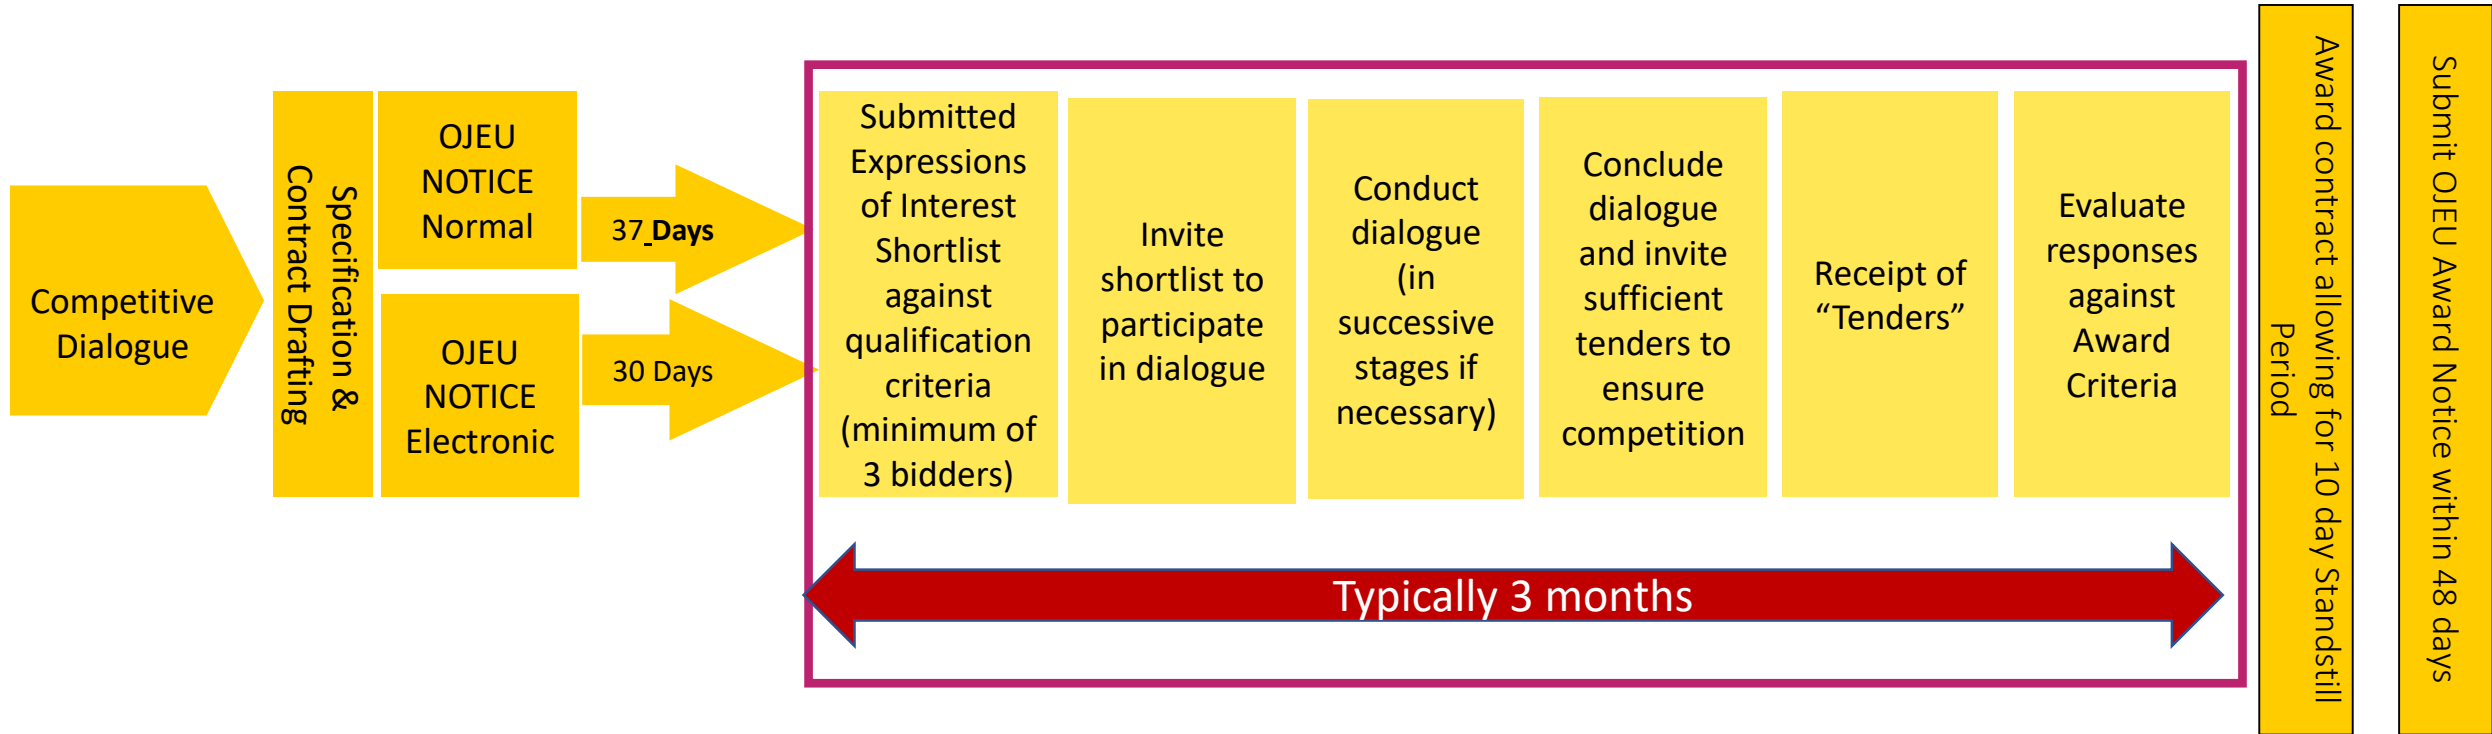 Competitive
Dialogue
Specification &
Contract Drafting
OJEU
NOTICE
Normal
OJEU
NOTICE
Electronic
37 Days
30 Days
Submitted
Expressions
of Interest
Shortlist
against
qualification
criteria
(minimum of
3 bidders)
Invite
shortlist to
participate
in dialogue
Conduct
dialogue
(in
successive
stages if
necessary)
Conclude
dialogue
and invite
sufficient
tenders to
ensure
competition
Receipt of
“Tenders”
Evaluate
responses
against
Award
Criteria
Typically 3 months
Award contract allowing for 10 day Standstill
Period
Submit OJEU Award Notice within 48 days